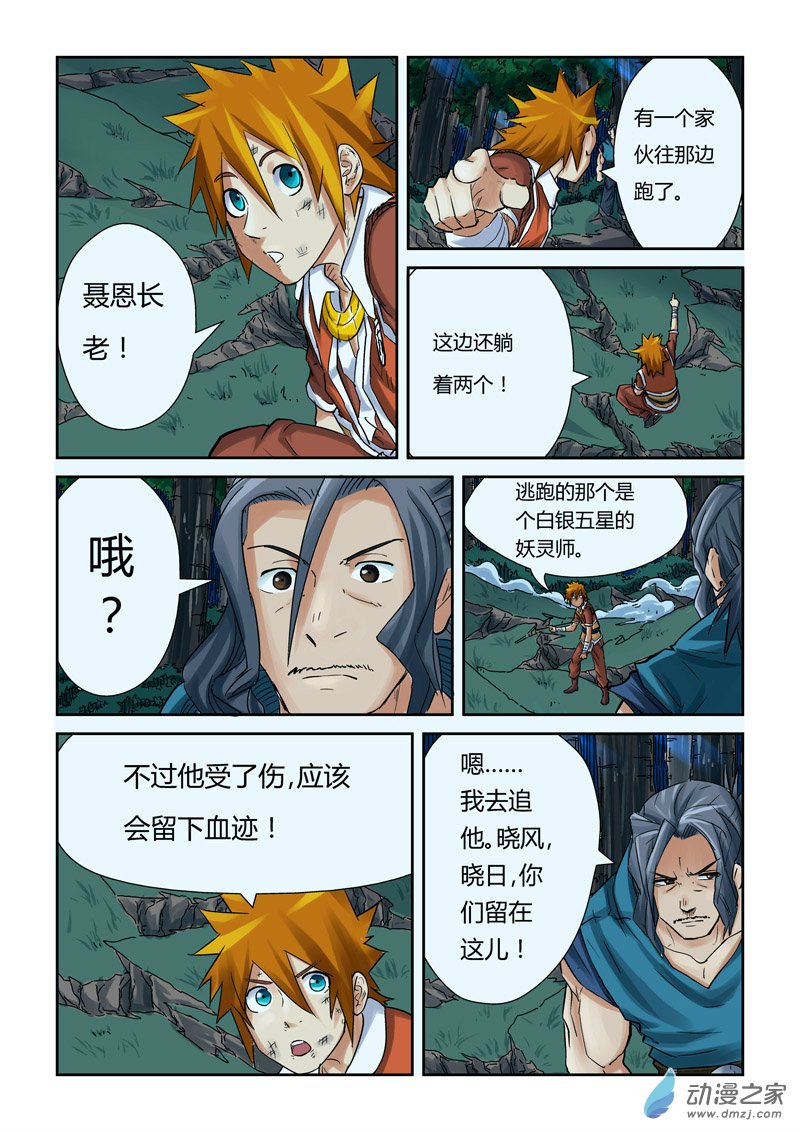 聂恩长
老！
有一个家
伙往那边
跑了。
这边还躺
着两个！
哦
？
逃跑的那个是
个白银五星的
妖灵师。
不过他受了伤,应该
会留下血迹！
嗯……
我去追
他。晓风,
晓日,你
们留在
这儿！
动漫之家
www.dmzj.com